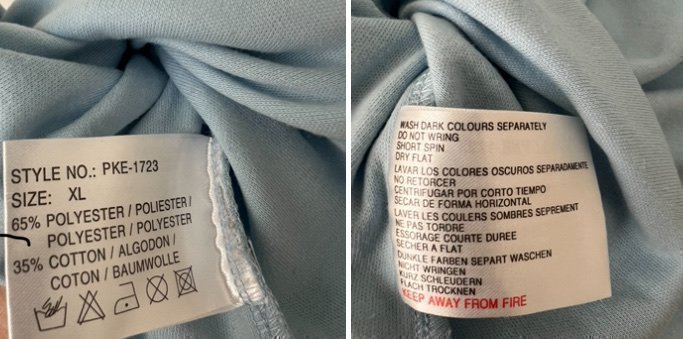 STYLE NO.: PKE-1723
SIZE: XL
65% POLYESTER / POLIESTER /
POLYESTER / POLYESTER
35% COTTON / ALGODON /
COTON / BAUMWOLLE
WASH DARK COLOURS SEPARATELY
DO NOT WRING
SHORT SPIN
DRY FLAT
LAVAR LOS COLORES OSCUROS SEPARADAMENTE
NO RETORCER
CENTRIFUGAR POR CORTO TIEMPO
SECAR DE FORMA HORIZONTAL
LAVER LES COULERS SOMBRES SEPREMENT
NE PAS TORDRE
ESSORAGE COURTE DUREE
SECHER A FLAT
DUNKLE FARBEN SEPART WASCHEN
NICHT WRINGEN
KURZ SCHLEUDERN
FLACH TROCKNEN
KEEP AWAY FROM FIRE